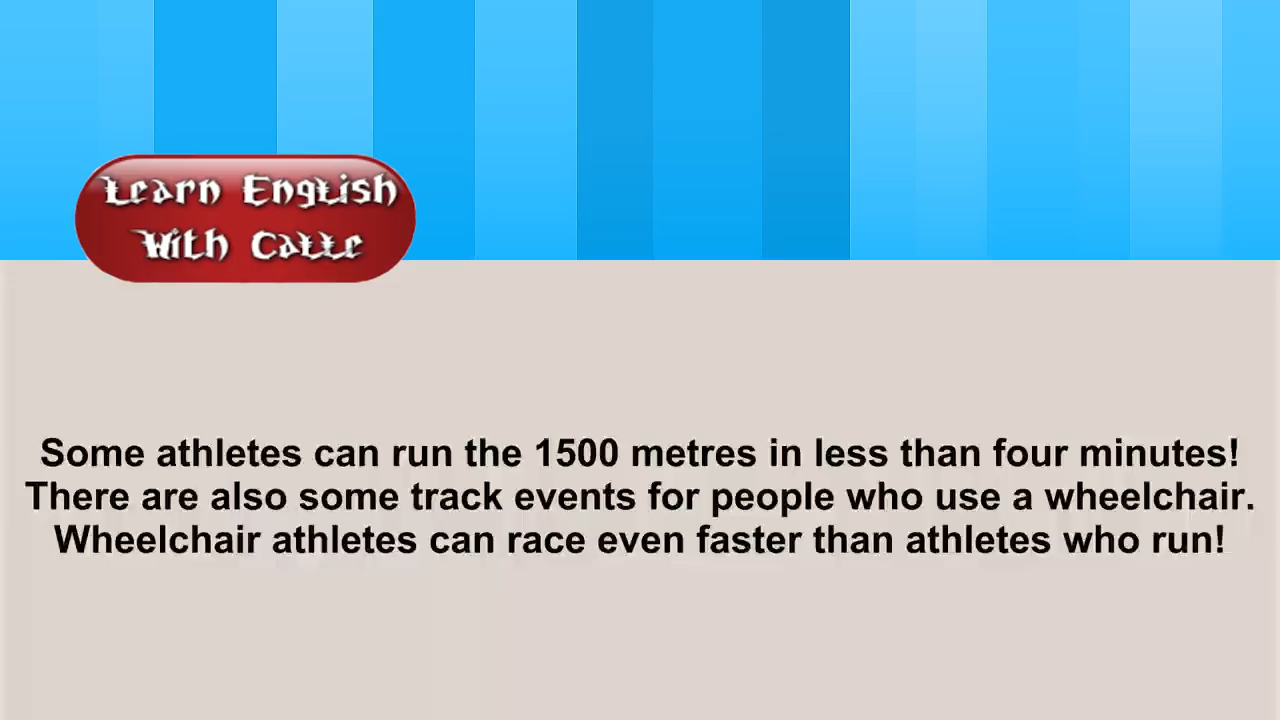 Learn English
With Catte
Some athletes can run the 1500 metres in less than four minutes!
There are also some track events for people who use a wheelchair.
Wheelchair athletes can race even faster than athletes who run!